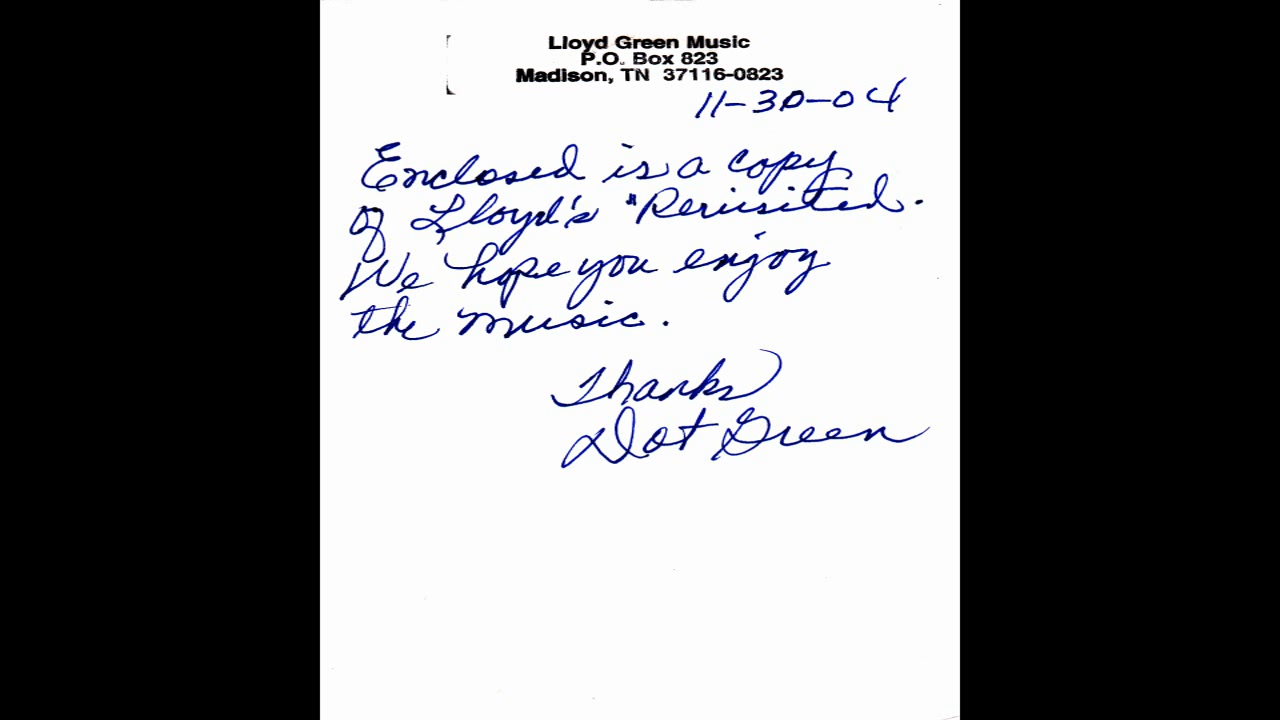 Lloyd Green Music
P.O. Box 823
Madison, TN 37116-0823
11-30-04
Enclosed is a copy
of Lloyd's "Revisited.
We hope you enjoy
the music.
Thanks
Dot Green